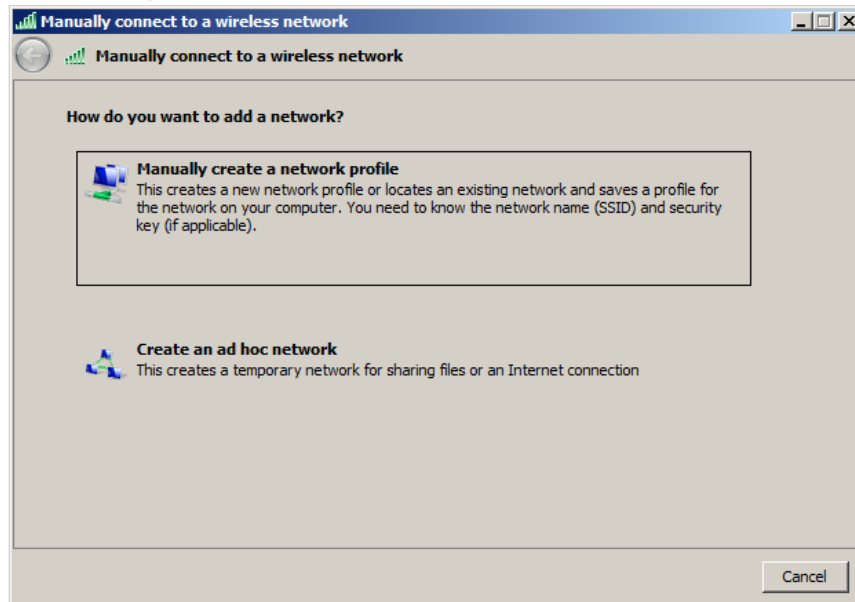 Manually connect to a wireless network
Manually connect to a wireless network
How do you want to add a network?
Manually create a network profile
This creates a new network profile or locates an existing network and saves a profile for
the network on your computer. You need to know the network name (SSID) and security
key (if applicable).
Create an ad hoc network
This creates a temporary network for sharing files or an Internet connection
Cancel